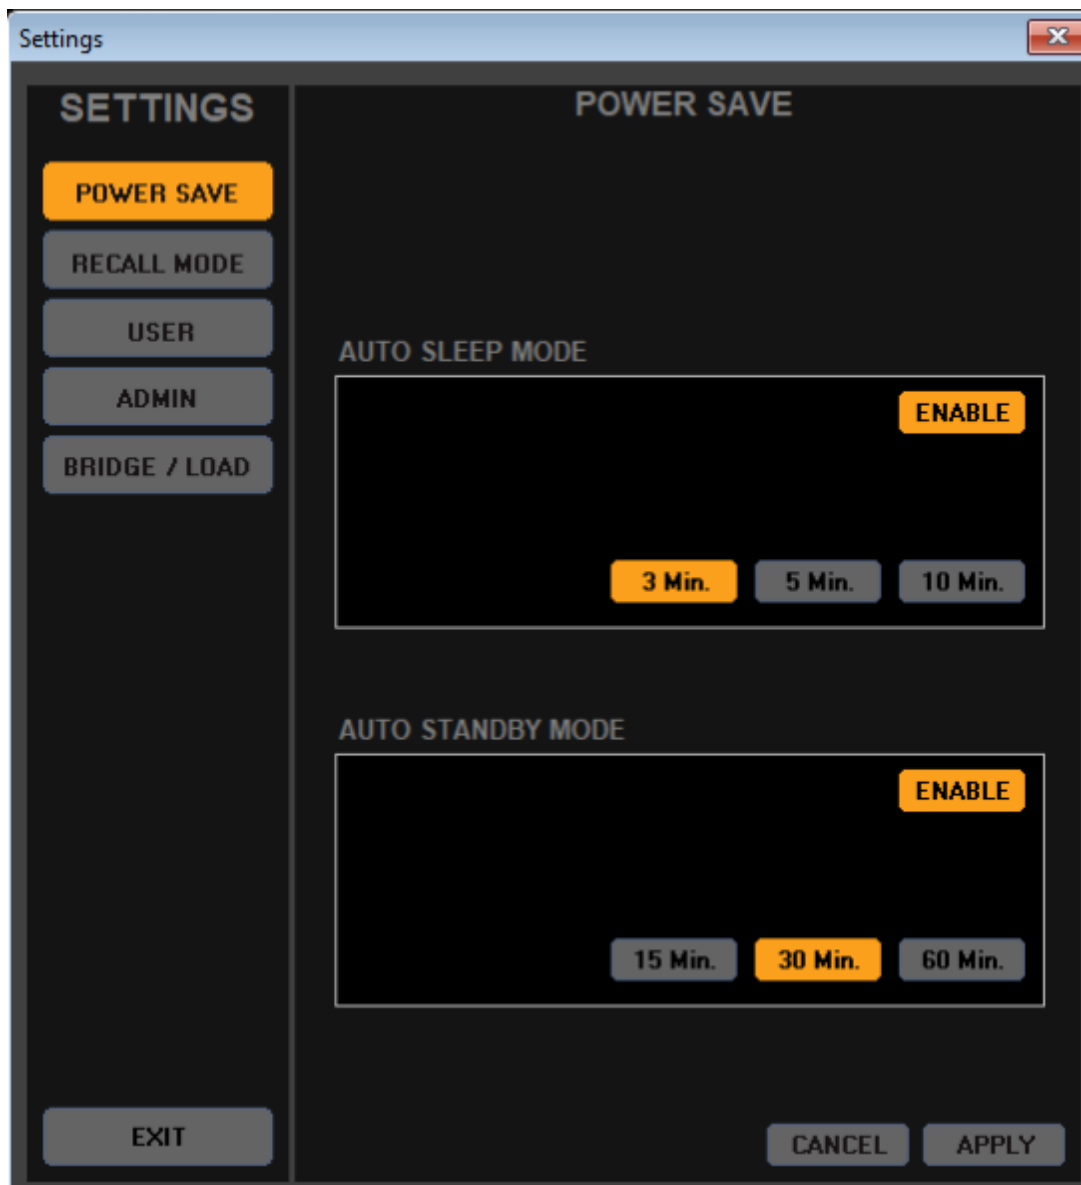 Settings
SETTINGS
POWER SAVE
RECALL MODE
USER
ADMIN
BRIDGE / LOAD
EXIT
POWER SAVE
AUTO SLEEP MODE
ENABLE
3 Min. 5 Min. 10 Min.
AUTO STANDBY MODE
ENABLE
15 Min. 30 Min. 60 Min.
CANCEL APPLY